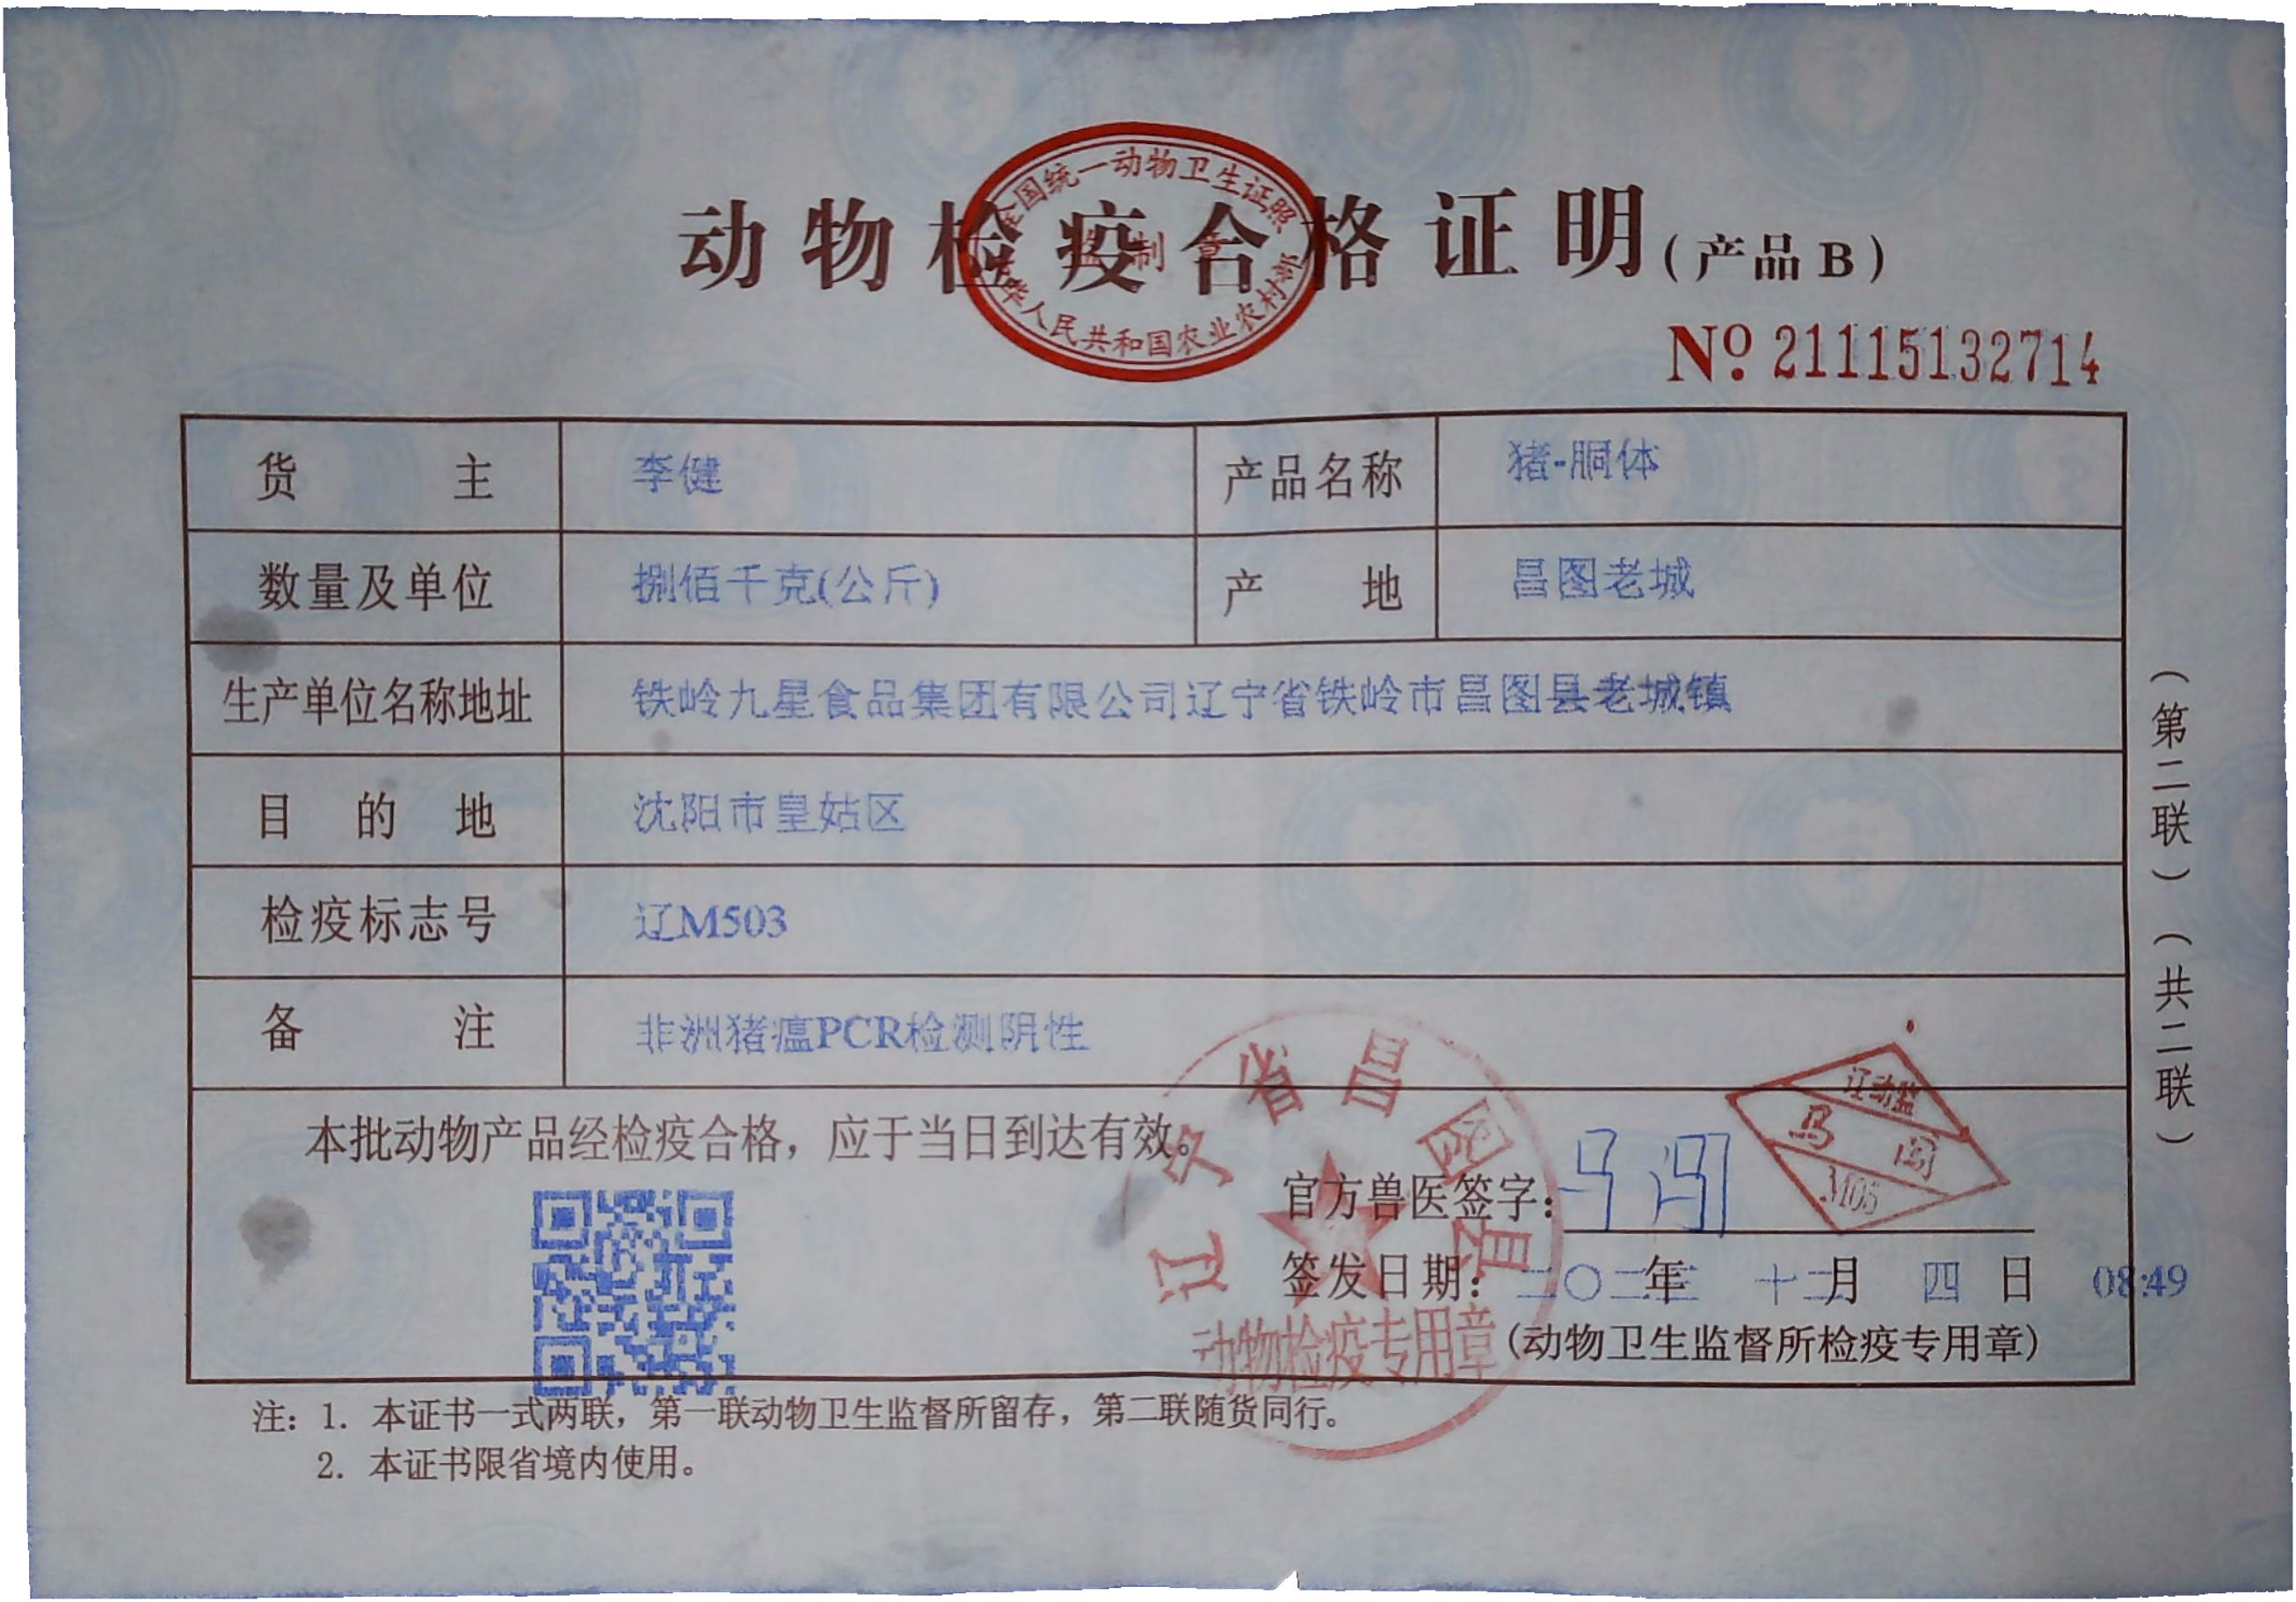 动物检疫合格证明(产品B)
全国统一动物卫生证照
监制章
中华人民共和国农业农村部
No. 21115132714
货主 李健 产品名称 猪-胴体
数量及单位 捌佰千克(公斤) 产地 昌图老城
生产单位名称地址 铁岭九星食品集团有限公司辽宁省铁岭市昌图县老城镇
目的地 沈阳市皇姑区
检疫标志号 辽M503
备注 非洲猪瘟PCR检测阴性
本批动物产品经检疫合格，应于当日到达有效。
辽宁省昌图县
动物检疫专用章
辽动监
马闯
官方兽医签字：马闯
签发日期： 年 十二月 四日 08:49
(动物卫生监督所检疫专用章)
注：1. 本证书一式两联，第一联动物卫生监督所留存，第二联随货同行。
2. 本证书限省境内使用。
（第二联）（共二联）